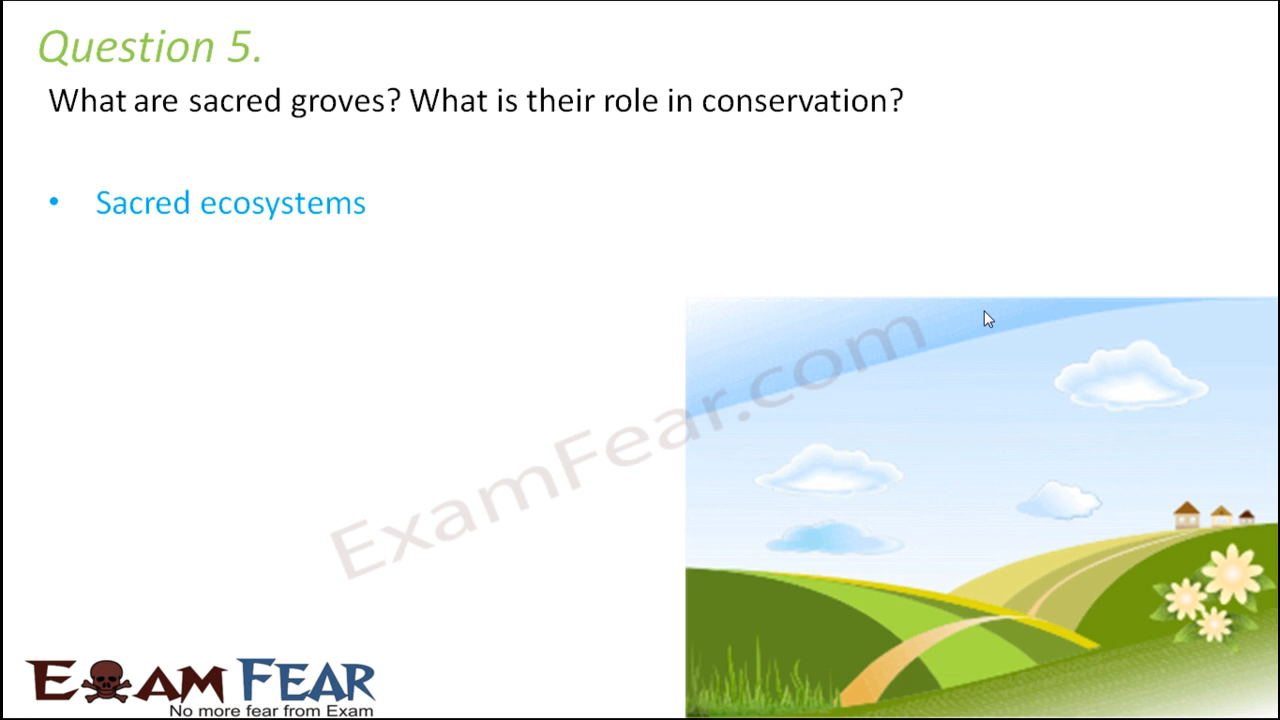 Question 5.
What are sacred groves? What is their role in conservation?
• Sacred ecosystems
ExamFear.com
EXAM FEAR
No more fear from Exam